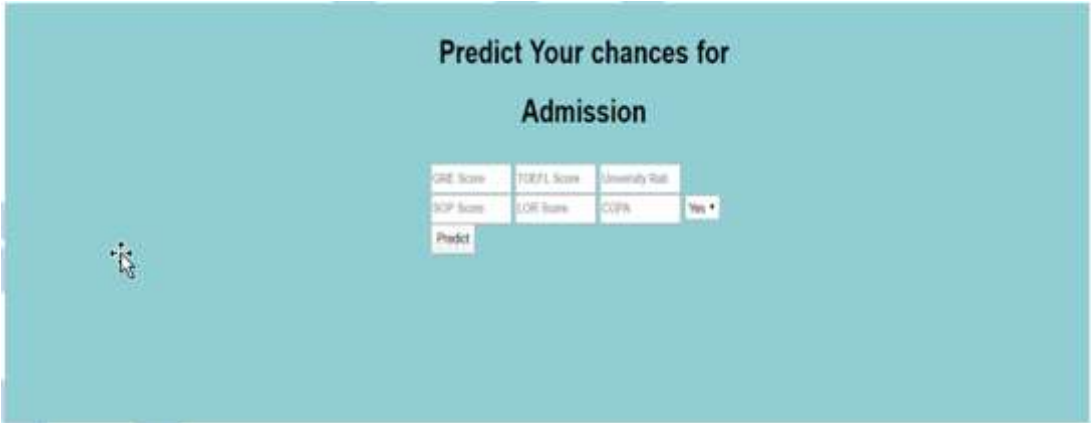 Predict Your chances for
Admission
GRE Score TOEFL Score University Rati
SOP Score LOR Score CGPA Yes
Predict